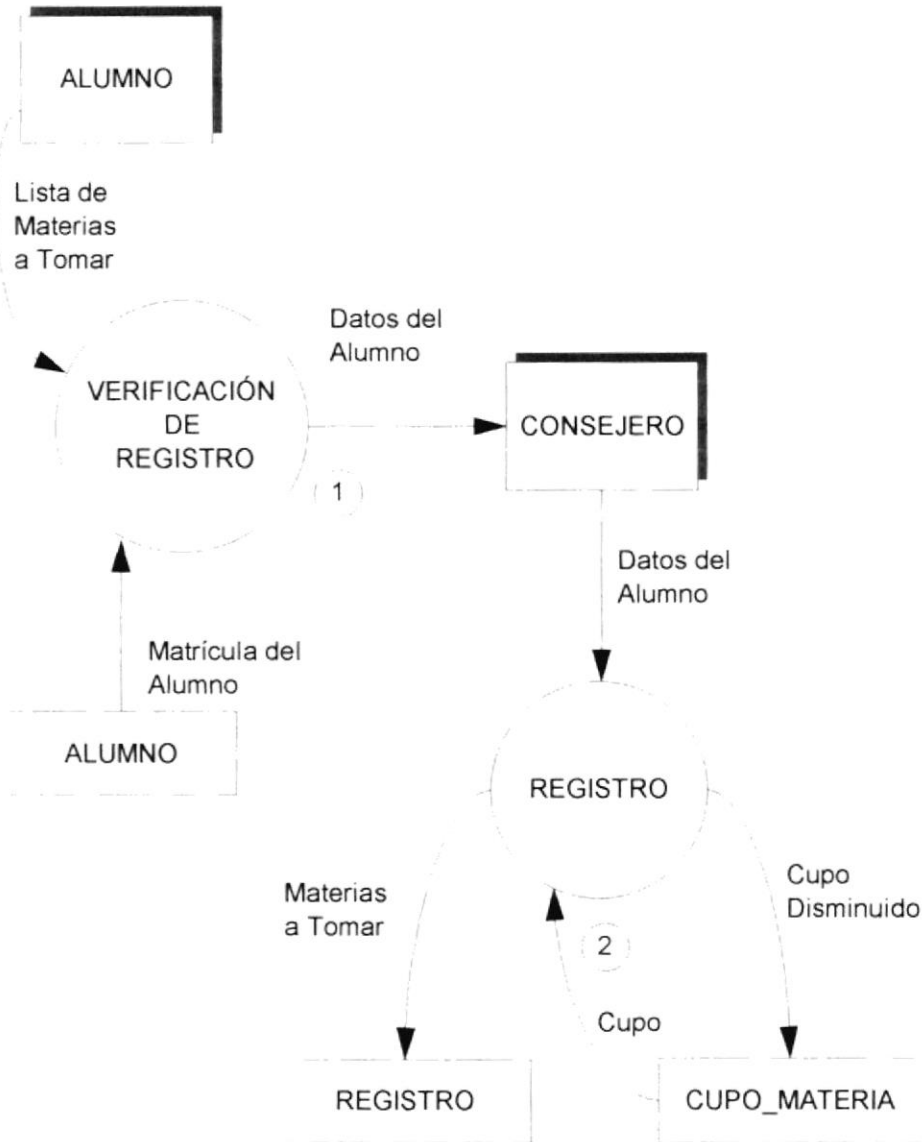 ALUMNO
Lista de
Materias
a Tomar
Datos del
Alumno
VERIFICACIÓN
DE
REGISTRO
CONSEJERO
1
Datos del
Alumno
Matrícula del
Alumno
ALUMNO
REGISTRO
Materias
a Tomar
Cupo
Disminuido
2
Cupo
REGISTRO
CUPO_MATERIA